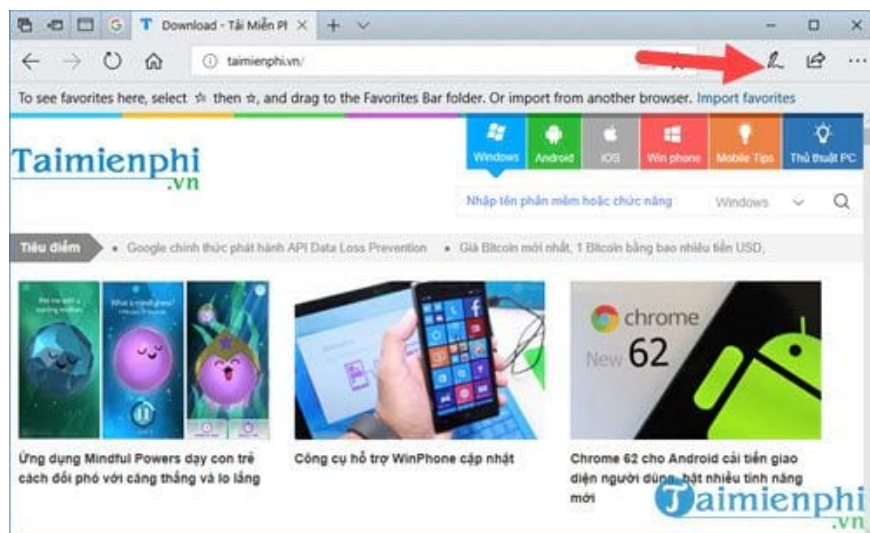 Download - Tải Miễn Ph
taimienphi.vn/
To see favorites here, select ☆ then ☆, and drag to the Favorites Bar folder. Or import from another browser. Import favorites
Taimienphi
.vn
Windows Android iOS Win phone Mobile Tips Thủ thuật PC
Nhập tên phần mềm hoặc chức năng Windows
Tiêu điểm • Google chính thức phát hành API Data Loss Prevention • Giá Bitcoin mới nhất, 1 Bitcoin bằng bao nhiêu tiền USD,
chrome
New 62
Ứng dụng Mindful Powers dạy con trẻ
cách đối phó với căng thẳng và lo lắng
Công cụ hỗ trợ WinPhone cập nhật
Chrome 62 cho Android cải tiến giao
diện người dùng, bật nhiều tính năng
mới
Taimienphi
.vn